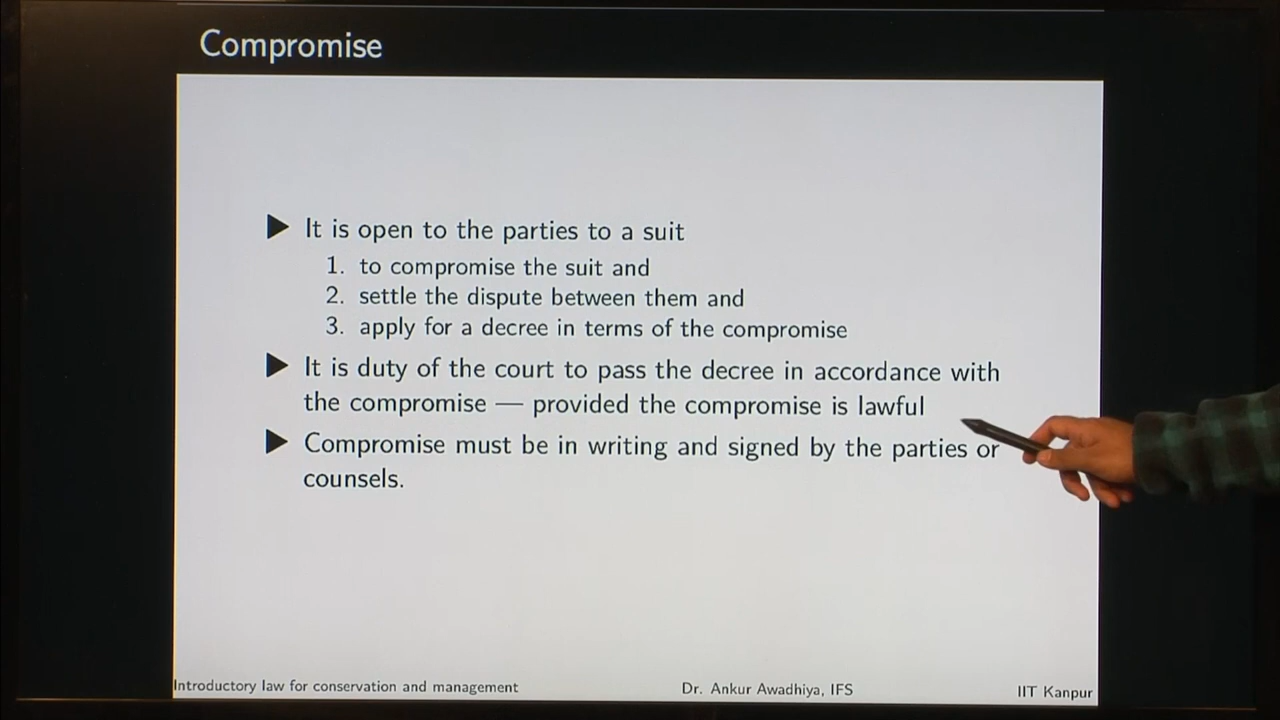 Compromise
▶ It is open to the parties to a suit
1. to compromise the suit and
2. settle the dispute between them and
3. apply for a decree in terms of the compromise
▶ It is duty of the court to pass the decree in accordance with
the compromise — provided the compromise is lawful
▶ Compromise must be in writing and signed by the parties or
counsels.
Introductory law for conservation and management
Dr. Ankur Awadhiya, IFS
IIT Kanpur